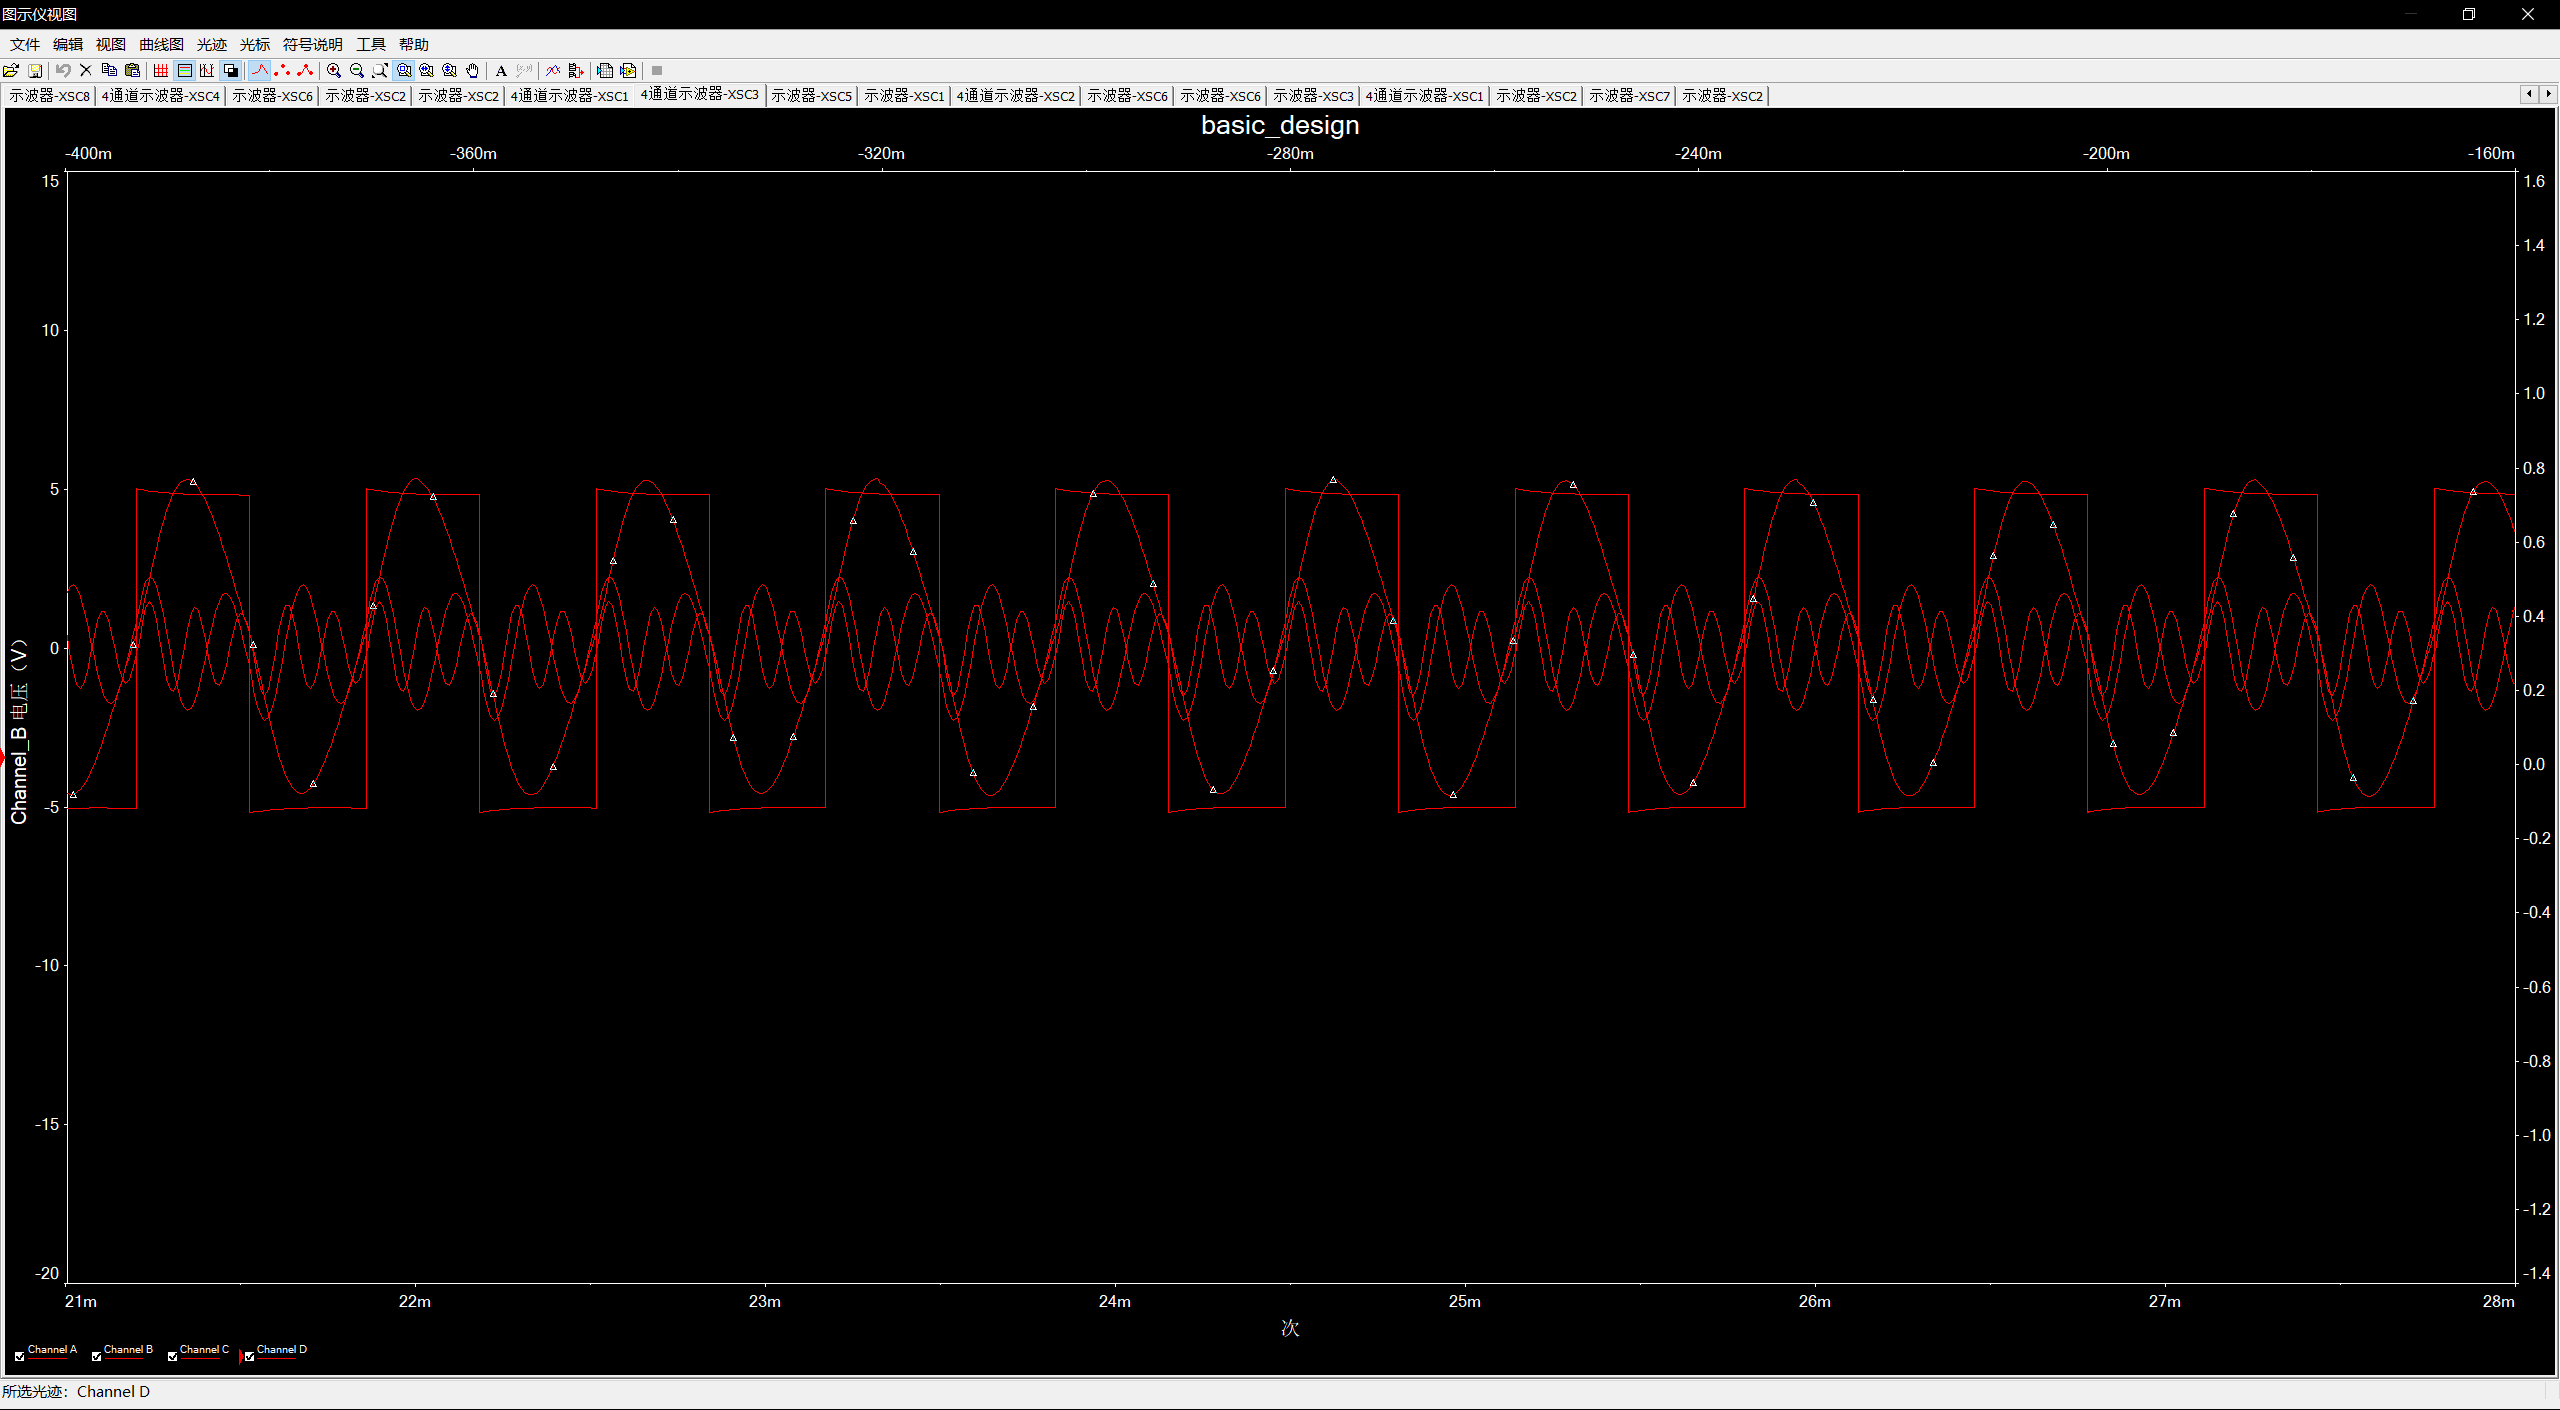 图示仪视图
文件 编辑 视图 曲线图 光迹 光标 符号说明 工具 帮助
示波器-XSC8 4通道示波器-XSC4 示波器-XSC6 示波器-XSC2 示波器-XSC2 4通道示波器-XSC1 4通道示波器-XSC3 示波器-XSC5 示波器-XSC1 4通道示波器-XSC2 示波器-XSC6 示波器-XSC6 示波器-XSC3 4通道示波器-XSC1 示波器-XSC2 示波器-XSC7 示波器-XSC2
basic_design
-400m -360m -320m -280m -240m -200m -160m
15
10
5
0
-5
-10
-15
-20
Channel_B 电压（V）
1.6
1.4
1.2
1.0
0.8
0.6
0.4
0.2
0.0
-0.2
-0.4
-0.6
-0.8
-1.0
-1.2
-1.4
21m 22m 23m 24m 25m 26m 27m 28m
次
Channel A Channel B Channel C Channel D
所选光迹：Channel D